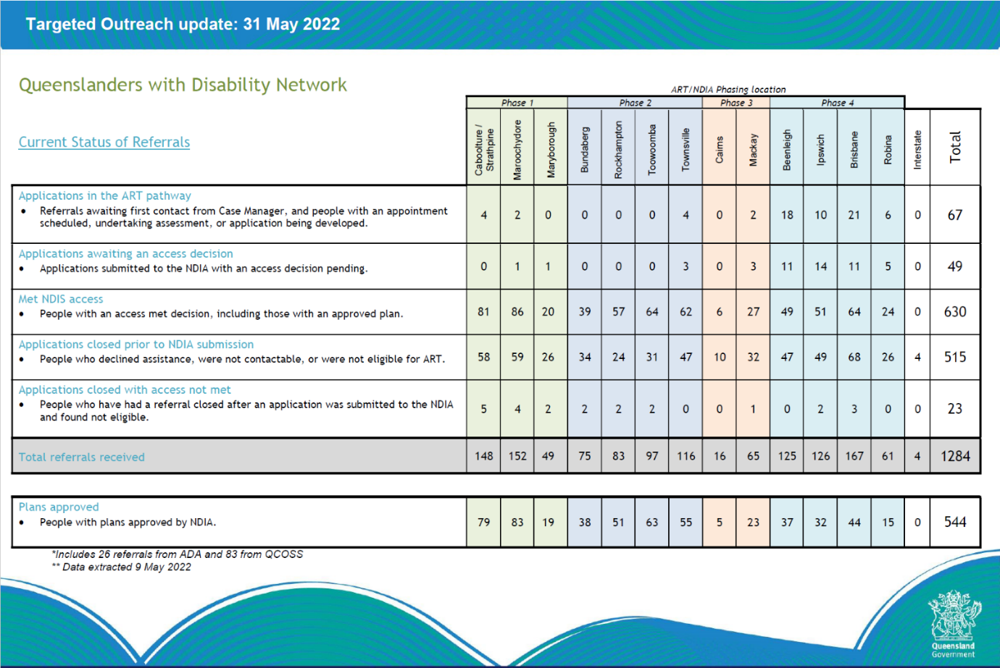 Targeted Outreach update: 31 May 2022
Queenslanders with Disability Network
ART/NDIA Phasing location
Phase 1 Phase 2 Phase 3 Phase 4
Current Status of Referrals
Caboolture / Strathpine
Maroochydore
Maryborough
Bundaberg
Rockhampton
Toowoomba
Townsville
Cairns
Mackay
Beenleigh
Ipswich
Brisbane
Robina
Interstate
Total
Applications in the ART pathway
• Referrals awaiting first contact from Case Manager, and people with an appointment
scheduled, undertaking assessment, or application being developed.
4 2 0 0 0 0 4 0 2 18 10 21 6 0 67
Applications awaiting an access decision
• Applications submitted to the NDIA with an access decision pending.
0 1 1 0 0 0 3 0 3 11 14 11 5 0 49
Met NDIS access
• People with an access met decision, including those with an approved plan.
81 86 20 39 57 64 62 6 27 49 51 64 24 0 630
Applications closed prior to NDIA submission
• People who declined assistance, were not contactable, or were not eligible for ART.
58 59 26 34 24 31 47 10 32 47 49 68 26 4 515
Applications closed with access not met
• People who have had a referral closed after an application was submitted to the NDIA
and found not eligible.
5 4 2 2 2 2 0 0 1 0 2 3 0 0 23
Total referrals received
148 152 49 75 83 97 116 16 65 125 126 167 61 4 1284
Plans approved
• People with plans approved by NDIA.
79 83 19 38 51 63 55 5 23 37 32 44 15 0 544
*Includes 26 referrals from ADA and 83 from QCOSS
** Data extracted 9 May 2022
Queensland
Government